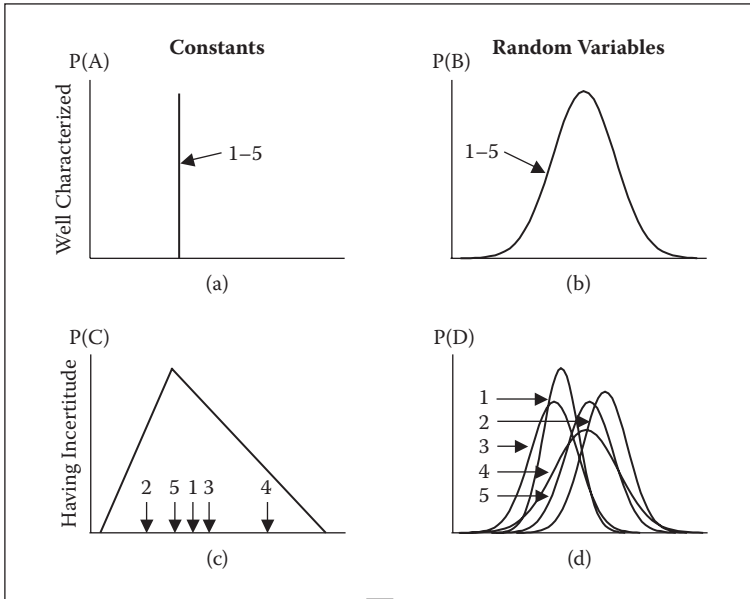 Constants
Random Variables
P(A)
P(B)
Well Characterized
1–5
1–5
(a)
(b)
P(C)
P(D)
Having Incertitude
2 5 1 3 4
1
2
3
4
5
(c)
(d)